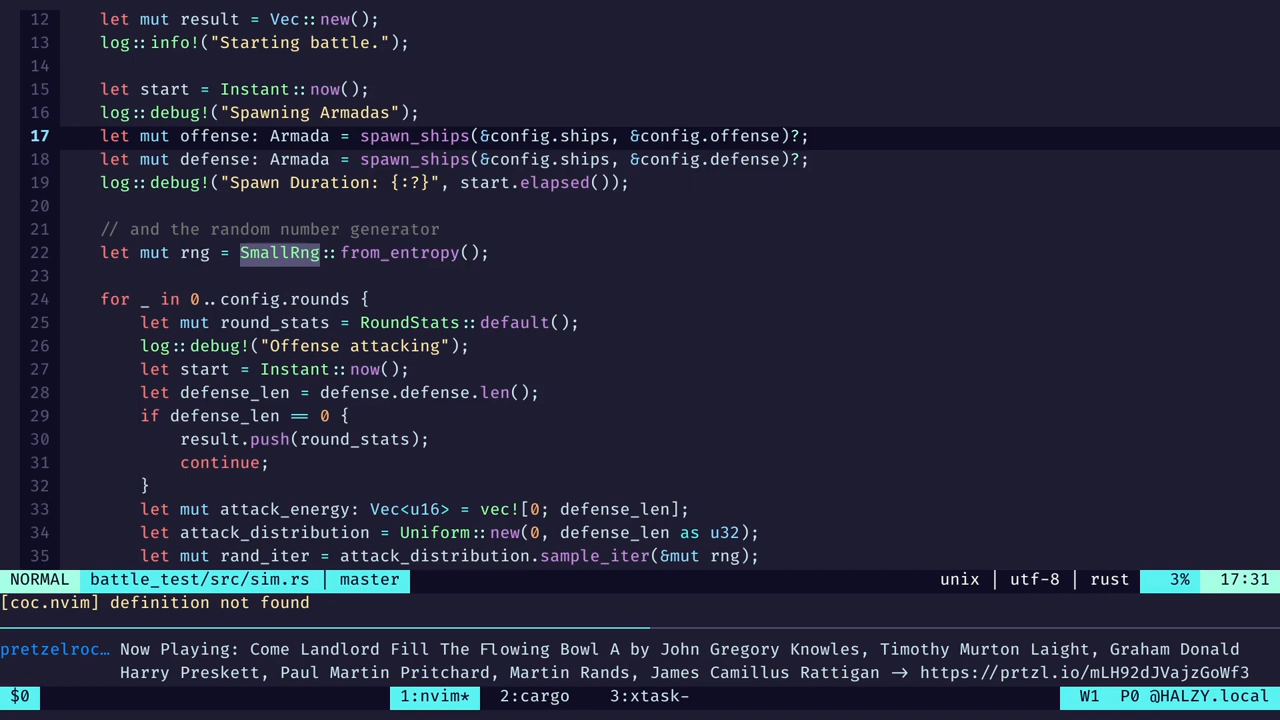 12    let mut result = Vec::new();
13    log::info!("Starting battle.");
14
15    let start = Instant::now();
16    log::debug!("Spawning Armadas");
17    let mut offense: Armada = spawn_ships(&config.ships, &config.offense)?;
18    let mut defense: Armada = spawn_ships(&config.ships, &config.defense)?;
19    log::debug!("Spawn Duration: {:?}", start.elapsed());
20
21    // and the random number generator
22    let mut rng = SmallRng::from_entropy();
23
24    for _ in 0..config.rounds {
25        let mut round_stats = RoundStats::default();
26        log::debug!("Offense attacking");
27        let start = Instant::now();
28        let defense_len = defense.defense.len();
29        if defense_len == 0 {
30            result.push(round_stats);
31            continue;
32        }
33        let mut attack_energy: Vec<u16> = vec![0; defense_len];
34        let attack_distribution = Uniform::new(0, defense_len as u32);
35        let mut rand_iter = attack_distribution.sample_iter(&mut rng);
NORMAL battle_test/src/sim.rs | master unix | utf-8 | rust 3% 17:31
[coc.nvim] definition not found
pretzelroc… Now Playing: Come Landlord Fill The Flowing Bowl A by John Gregory Knowles, Timothy Murton Laight, Graham Donald
Harry Preskett, Paul Martin Pritchard, Martin Rands, James Camillus Rattigan -> https://prtzl.io/mLH92dJVajzGoWf3
$0 1:nvim* 2:cargo 3:xtask- W1 P0 @HALZY.local